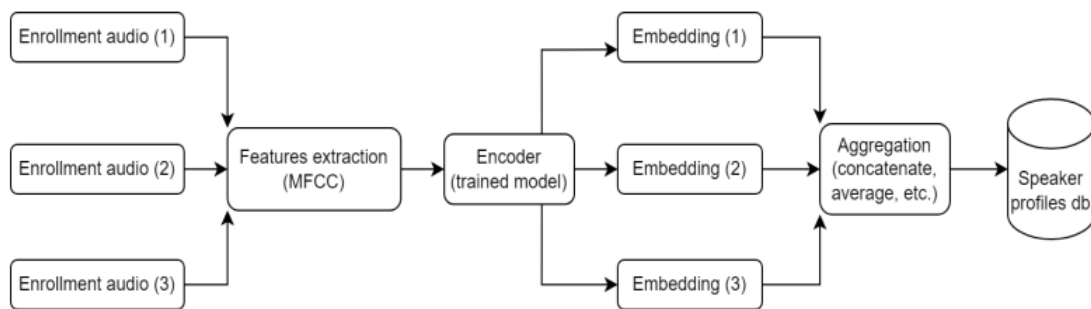 Enrollment audio (1)
Enrollment audio (2)
Enrollment audio (3)
Features extraction
(MFCC)
Encoder
(trained model)
Embedding (1)
Embedding (2)
Embedding (3)
Aggregation
(concatenate,
average, etc.)
Speaker
profiles db